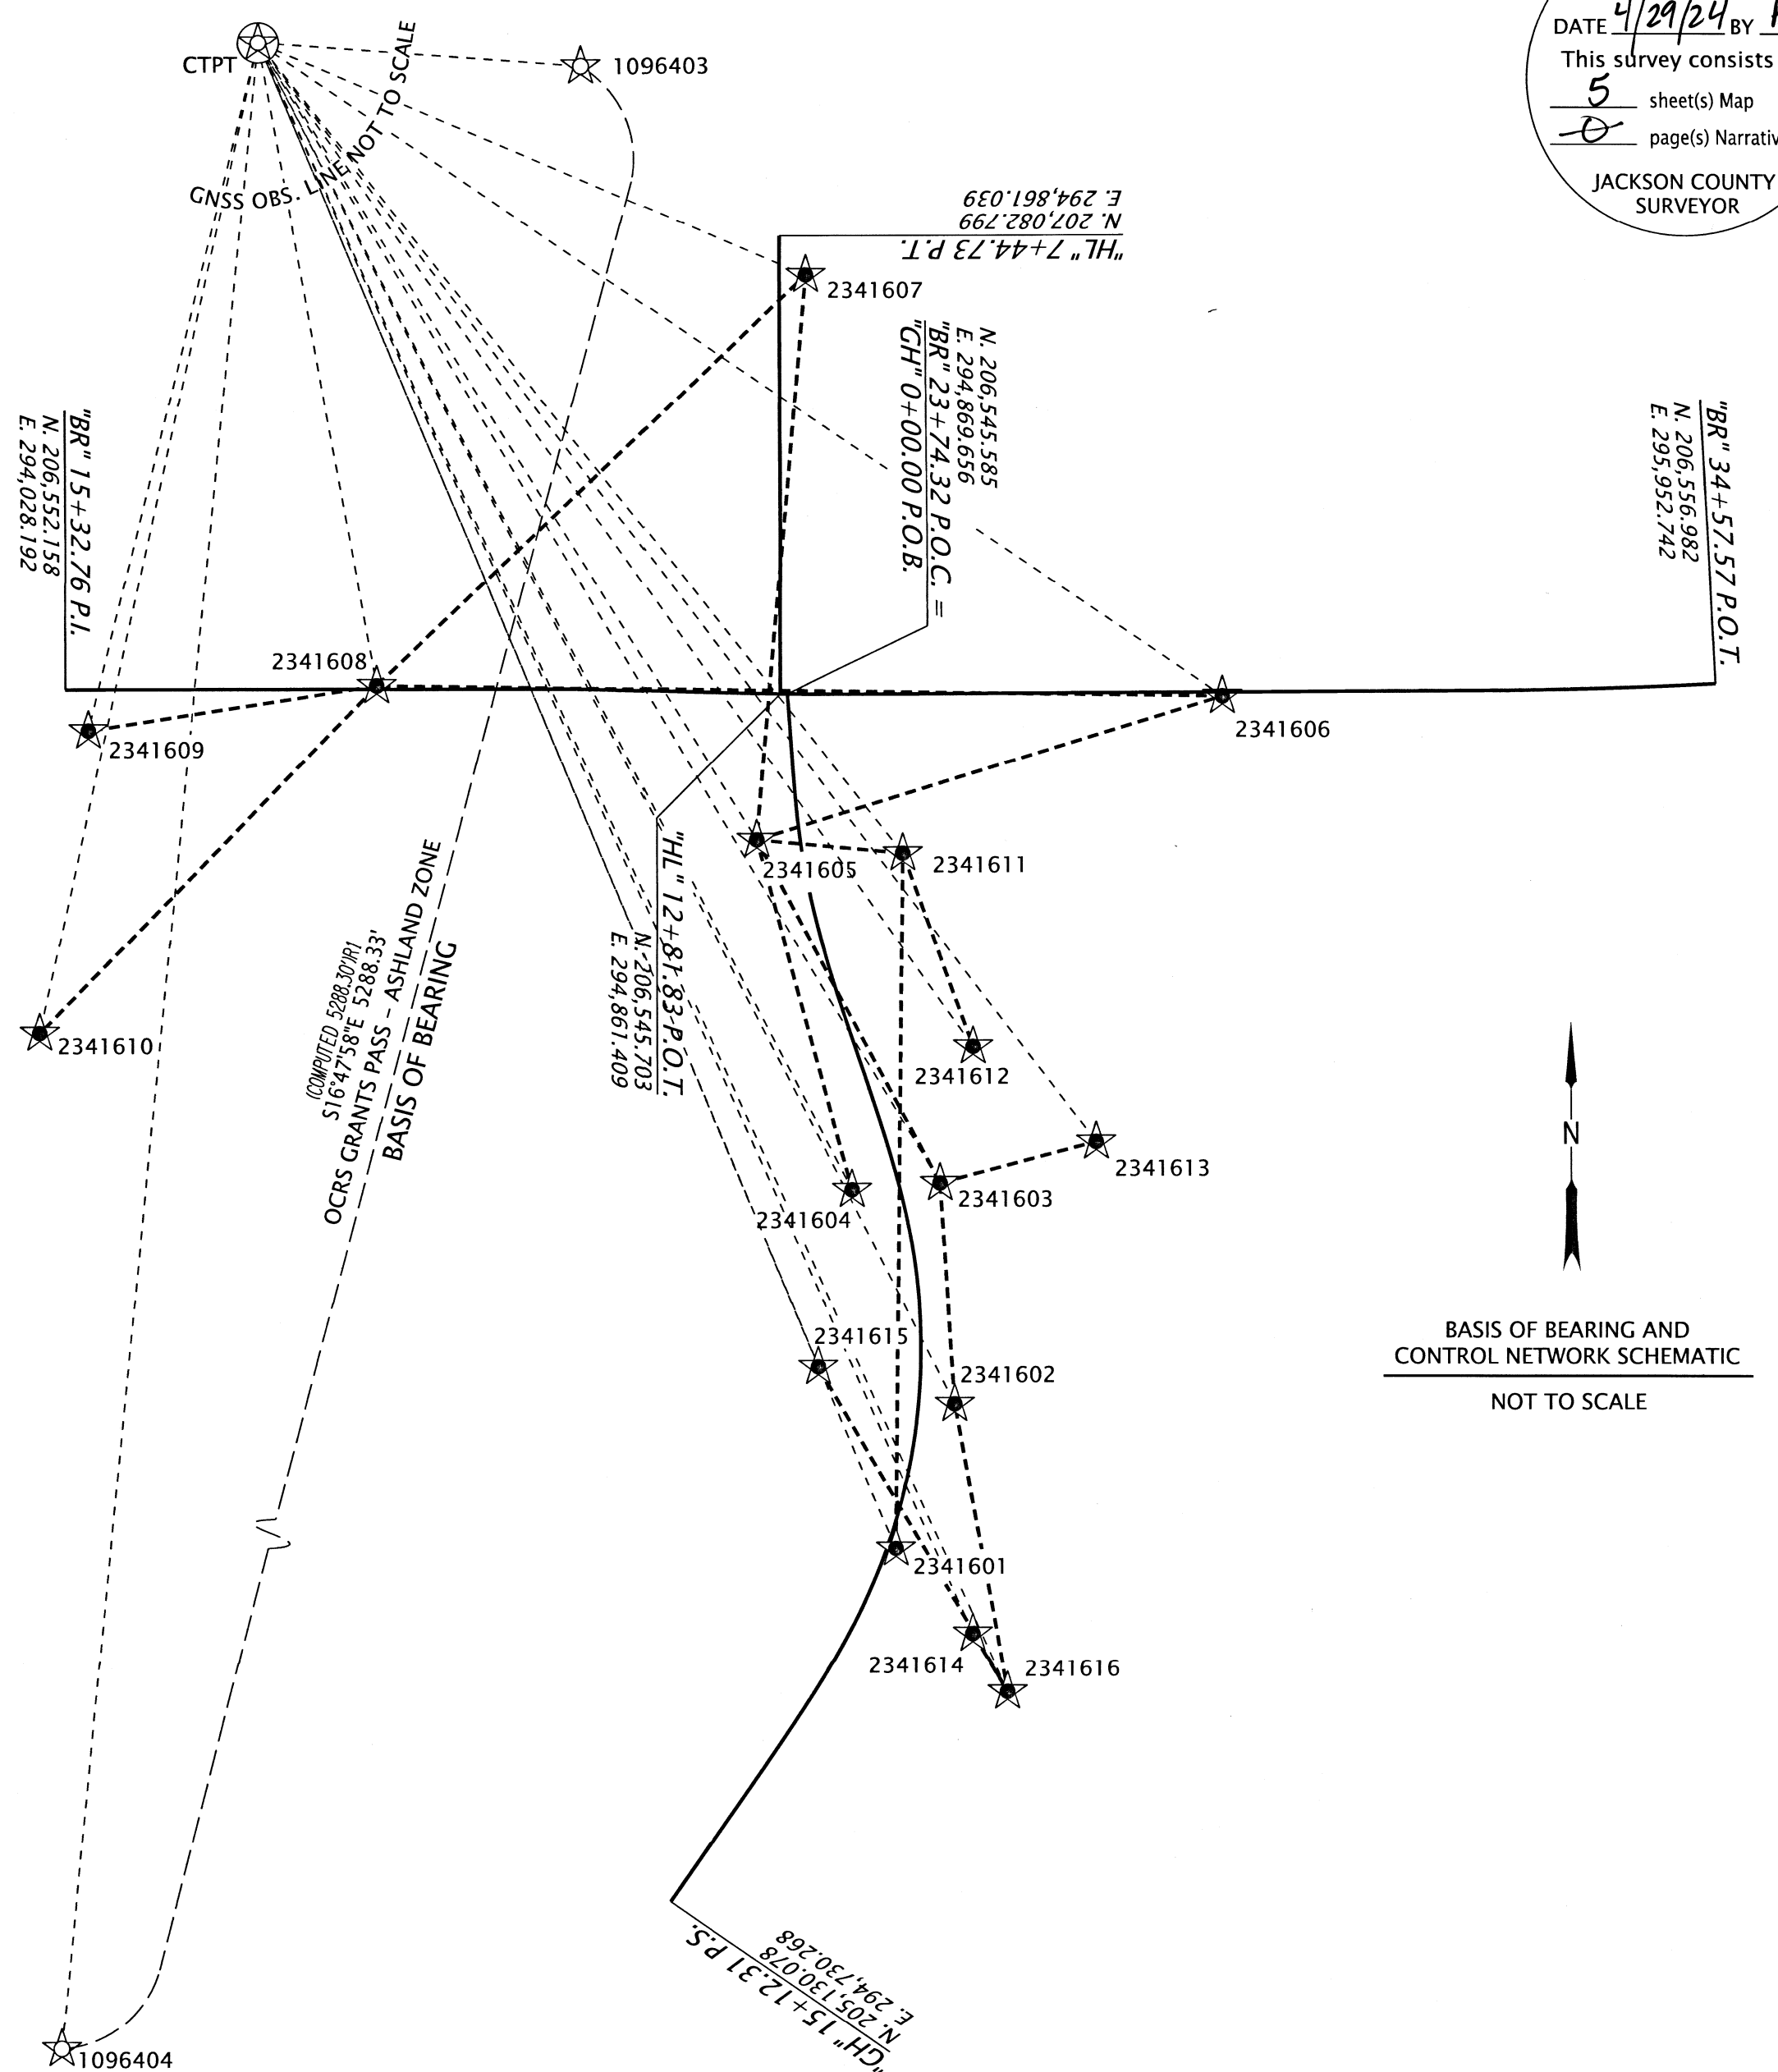 DATE 4/29/24 BY
This survey consists
5 sheet(s) Map
0 page(s) Narrativ
JACKSON COUNTY
SURVEYOR
CTPT
1096403
GNSS OBS. LINE NOT TO SCALE
"HL" 7+44.73 P.T.
N. 207,082.799
E. 294,861.039
2341607
N. 206,545.585
E. 294,869.656
"BR" 23+74.32 P.O.C. =
"GH" 0+00.00 P.O.B.
"BR" 34+57.57 P.O.T.
N. 206,556.982
E. 295,952.742
"BR" 15+32.76 P.I.
N. 206,552.158
E. 294,028.192
2341608
2341609
2341606
2341605
2341611
"HL" 12+81.83 P.O.T.
N. 206,545.703
E. 294,861.409
(COMPUTED 5288.30')R1
S16°47'58"E 5288.33'
OCRS GRANTS PASS - ASHLAND ZONE
BASIS OF BEARING
2341610
2341612
2341613
2341603
2341604
N
2341615
2341602
BASIS OF BEARING AND
CONTROL NETWORK SCHEMATIC
NOT TO SCALE
2341601
2341614
2341616
"GH" 15+12.31 P.S.
N. 205,130.078
E. 294,730.268
1096404